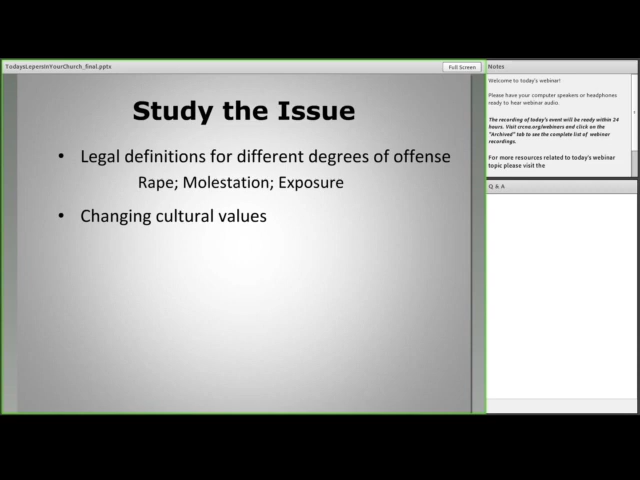 TodaysLepersInYourChurch_final.pptx
Full Screen
Study the Issue
• Legal definitions for different degrees of offense
Rape; Molestation; Exposure
• Changing cultural values
Notes
Welcome to today's webinar!
Please have your computer speakers or headphones
ready to hear webinar audio.
The recording of today's event will be ready within 24
hours. Visit crcna.org/webinars and click on the
"Archived" tab to see the complete list of webinar
recordings.
For more resources related to today's webinar
topic please visit the
Q & A